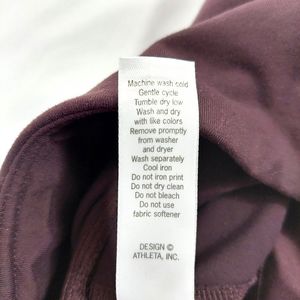 Machine wash cold
Gentle cycle
Tumble dry low
Wash and dry
with like colors
Remove promptly
from washer
and dryer
Wash separately
Cool iron
Do not iron print
Do not dry clean
Do not bleach
Do not use
fabric softener
DESIGN ©
ATHLETA, INC.